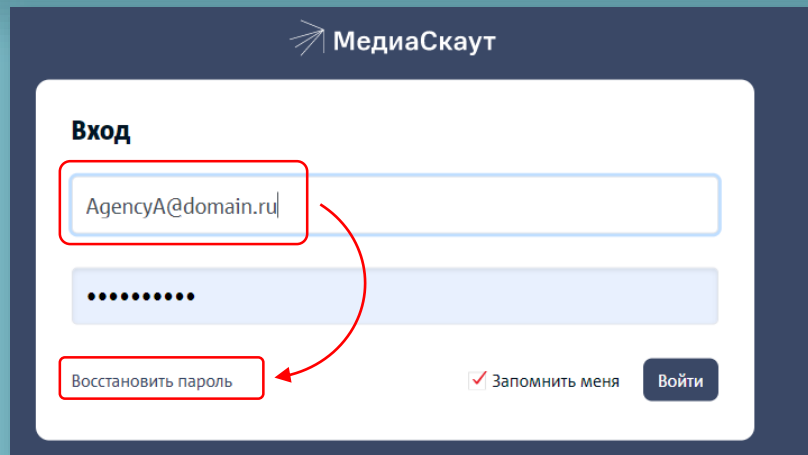 МедиаСкаут
Вход
AgencyA@domain.ru
••••••••••
Восстановить пароль
Запомнить меня
Войти